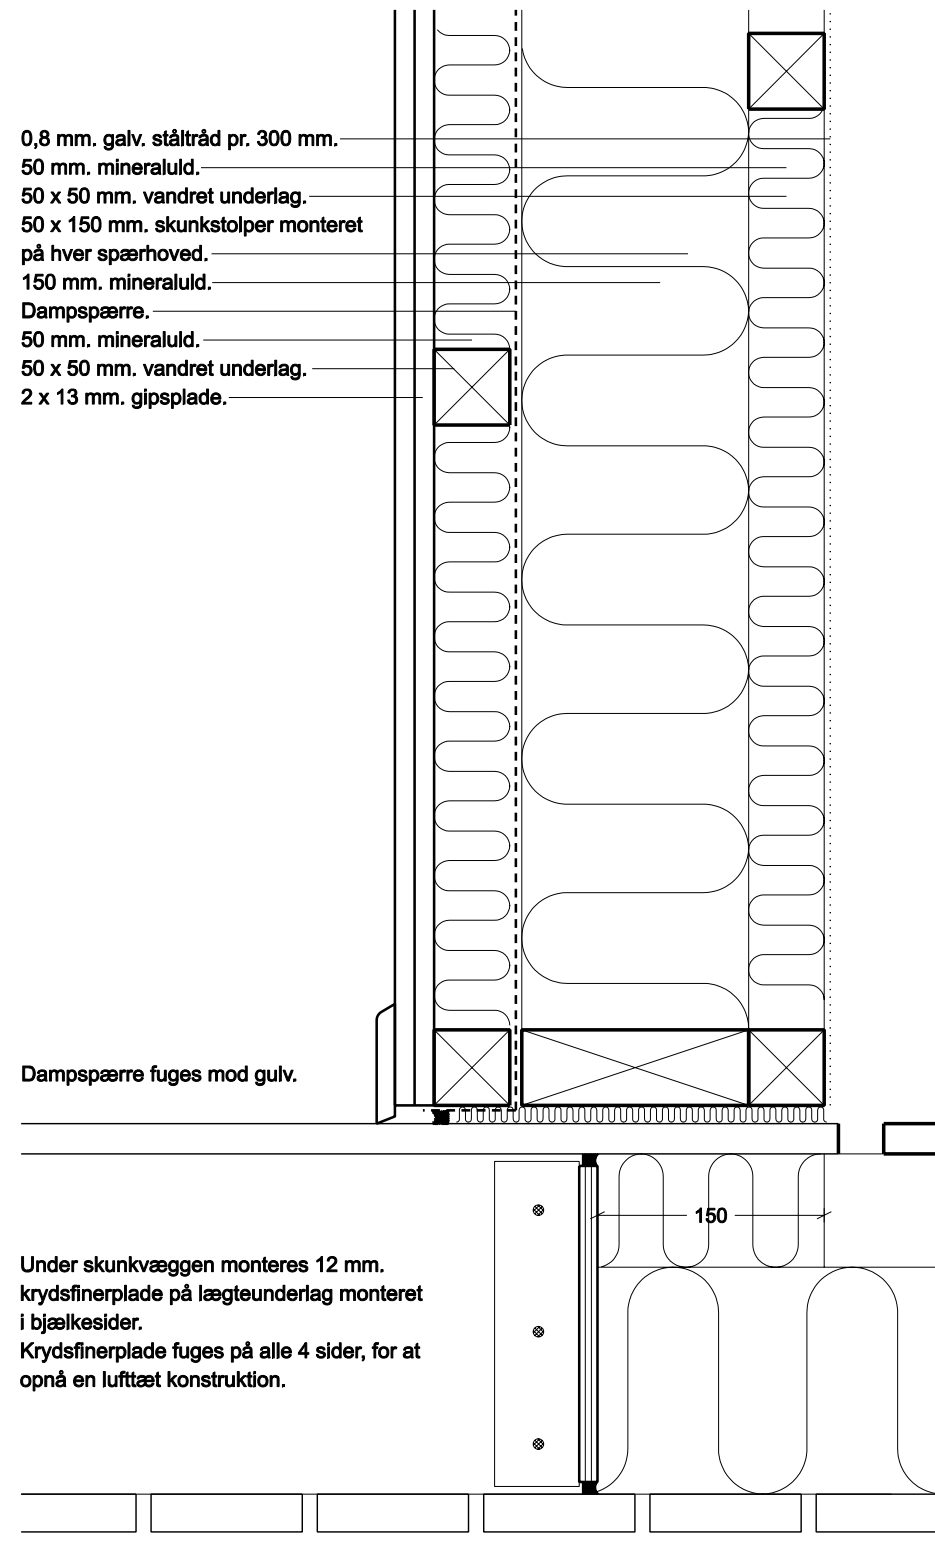 0,8 mm. galv. ståltråd pr. 300 mm.
50 mm. mineraluld.
50 x 50 mm. vandret underlag.
50 x 150 mm. skunkstolper monteret
på hver spærhoved.
150 mm. mineraluld.
Dampspærre.
50 mm. mineraluld.
50 x 50 mm. vandret underlag.
2 x 13 mm. gipsplade.
Dampspærre fuges mod gulv.
150
Under skunkvæggen monteres 12 mm.
krydsfinerplade på lægteunderlag monteret
i bjælkesider.
Krydsfinerplade fuges på alle 4 sider, for at
opnå en lufttæt konstruktion.